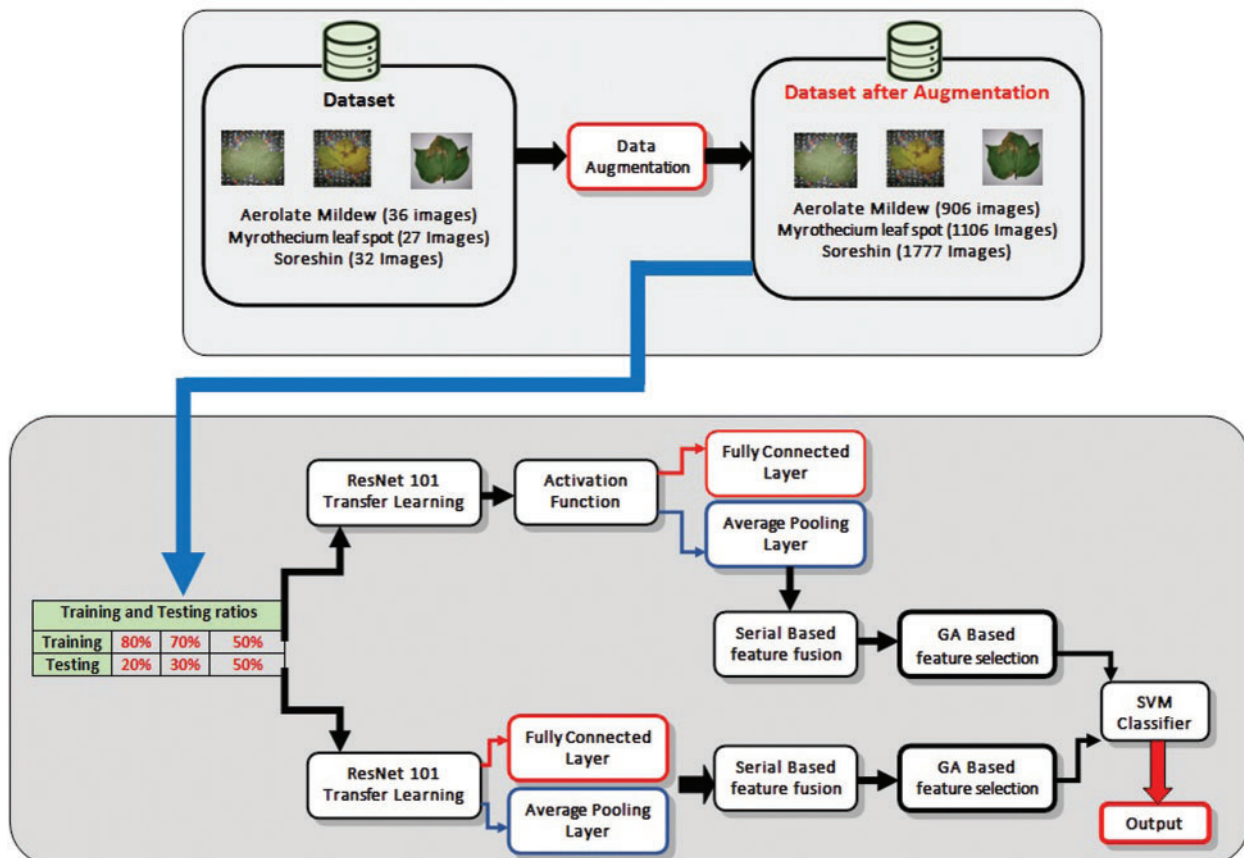 Dataset
Aerolate Mildew (36 images)
Myrothecium leaf spot (27 Images)
Soreshin (32 Images)
Data
Augmentation
Dataset after Augmentation
Aerolate Mildew (906 images)
Myrothecium leaf spot (1106 Images)
Soreshin (1777 Images)
Training and Testing ratios
Training 80% 70% 50%
Testing 20% 30% 50%
ResNet 101
Transfer Learning
Activation
Function
Fully Connected
Layer
Average Pooling
Layer
Serial Based
feature fusion
GA Based
feature selection
ResNet 101
Transfer Learning
Fully Connected
Layer
Average Pooling
Layer
Serial Based
feature fusion
GA Based
feature selection
SVM
Classifier
Output